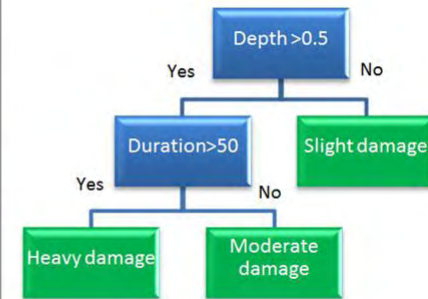 Depth >0.5
Yes
No
Duration>50
Slight damage
Yes
No
Heavy damage
Moderate
damage